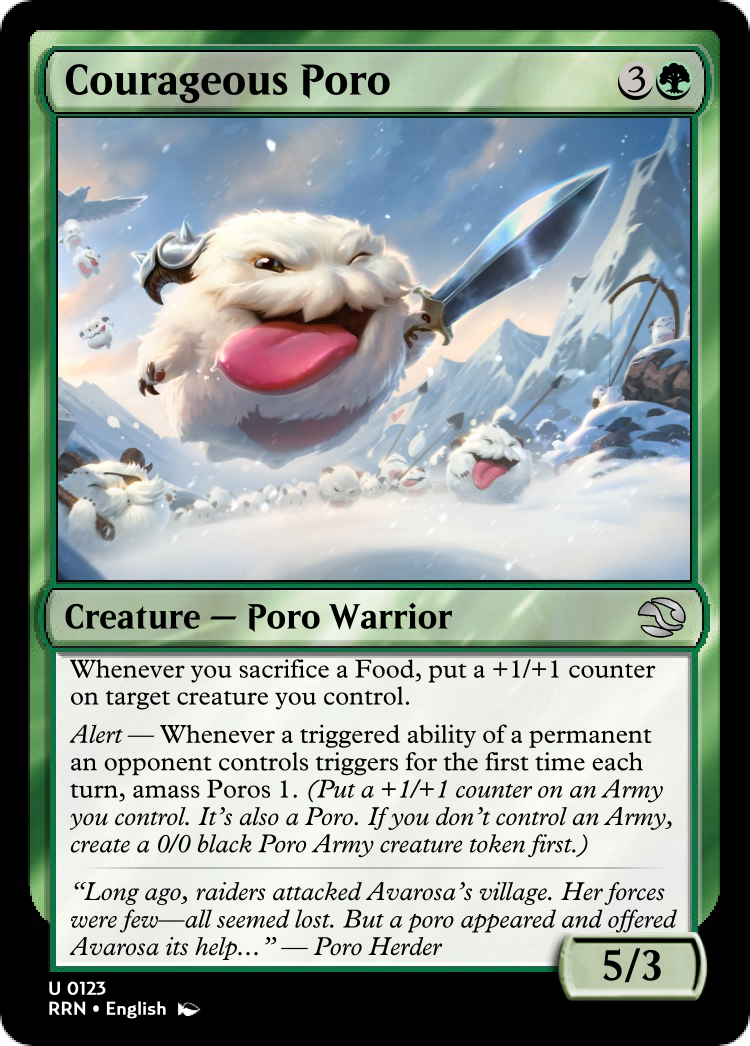 Courageous Poro
3
Creature — Poro Warrior
Whenever you sacrifice a Food, put a +1/+1 counter
on target creature you control.
Alert — Whenever a triggered ability of a permanent
an opponent controls triggers for the first time each
turn, amass Poros 1. (Put a +1/+1 counter on an Army
you control. It's also a Poro. If you don't control an Army,
create a 0/0 black Poro Army creature token first.)
“Long ago, raiders attacked Avarosa's village. Her forces
were few—all seemed lost. But a poro appeared and offered
Avarosa its help...” — Poro Herder
5/3
U 0123
RRN • English